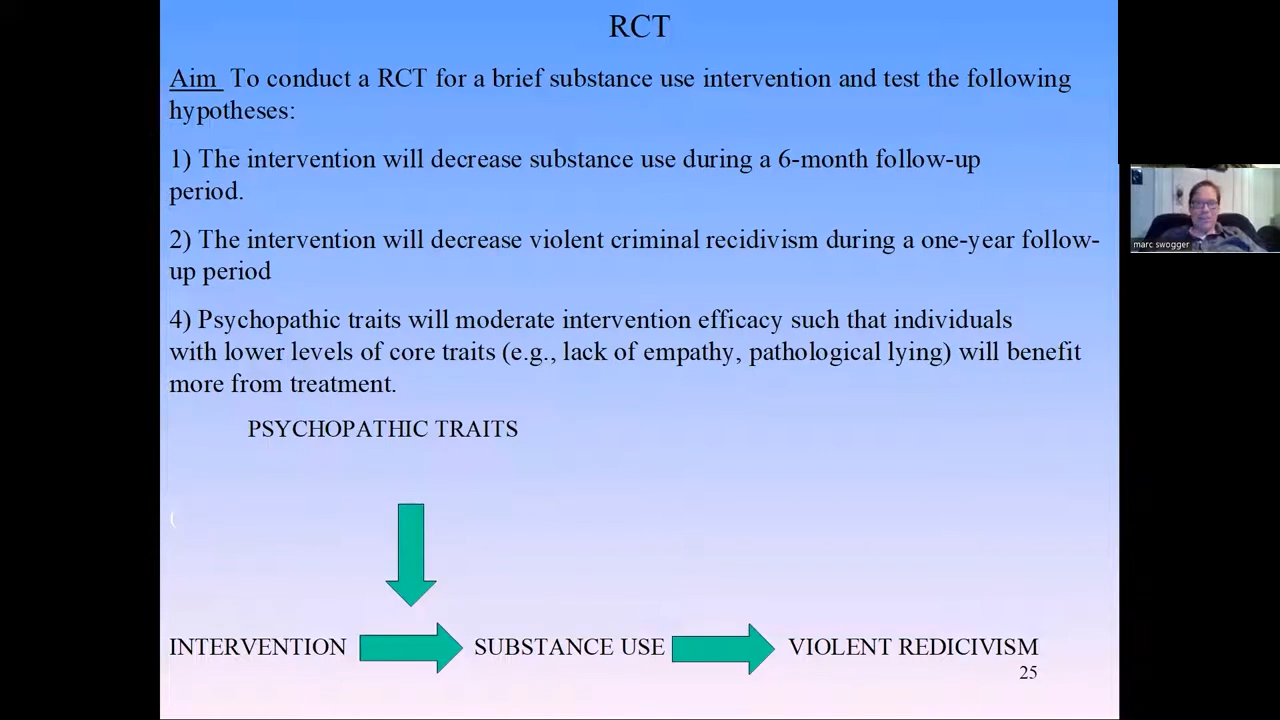 RCT
Aim To conduct a RCT for a brief substance use intervention and test the following
hypotheses:
1) The intervention will decrease substance use during a 6-month follow-up
period.
2) The intervention will decrease violent criminal recidivism during a one-year follow-
up period
4) Psychopathic traits will moderate intervention efficacy such that individuals
with lower levels of core traits (e.g., lack of empathy, pathological lying) will benefit
more from treatment.
PSYCHOPATHIC TRAITS
(
INTERVENTION
SUBSTANCE USE
VIOLENT REDICIVISM
25
marc swogger